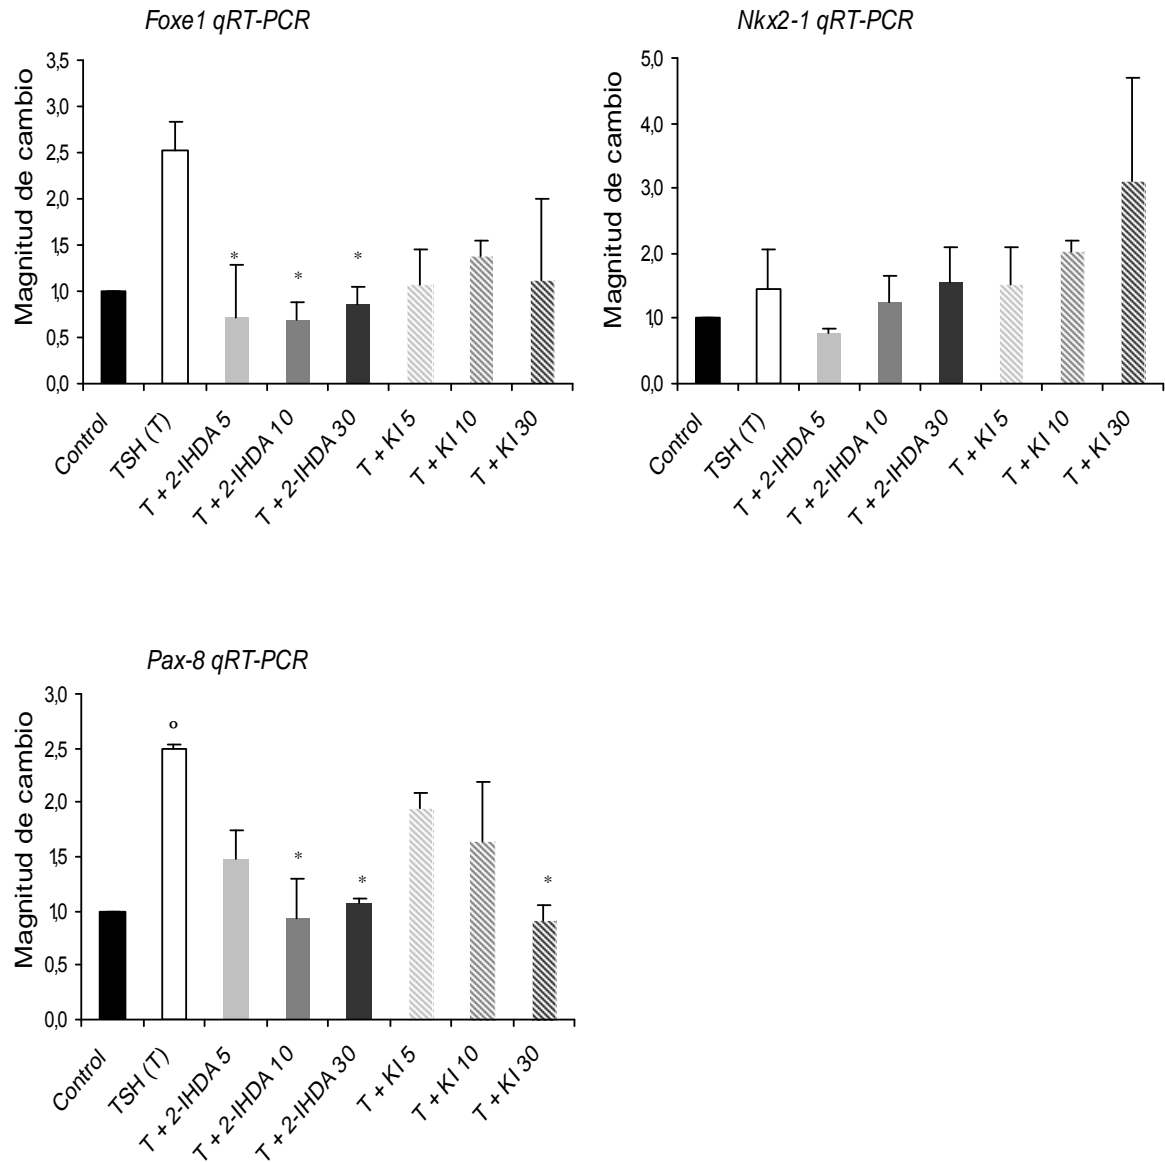 Foxe1 qRT-PCR
Magnitud de cambio
3,5
3,0
2,5
2,0
1,5
1,0
0,5
0,0
*
*
*
Control
TSH (T)
T + 2-IHDA 5
T + 2-IHDA 10
T + 2-IHDA 30
T + KI 5
T + KI 10
T + KI 30
Nkx2-1 qRT-PCR
Magnitud de cambio
5,0
4,0
3,0
2,0
1,0
0,0
Control
TSH (T)
T + 2-IHDA 5
T + 2-IHDA 10
T + 2-IHDA 30
T + KI 5
T + KI 10
T + KI 30
Pax-8 qRT-PCR
Magnitud de cambio
3,0
2,5
2,0
1,5
1,0
0,5
0,0
o
*
*
*
Control
TSH (T)
T + 2-IHDA 5
T + 2-IHDA 10
T + 2-IHDA 30
T + KI 5
T + KI 10
T + KI 30